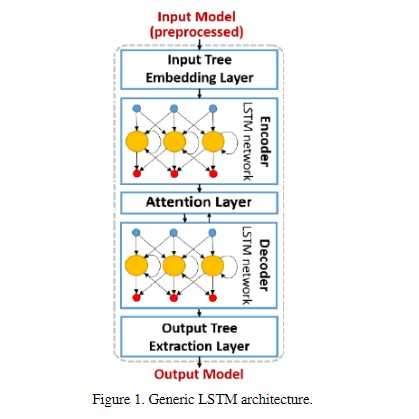 Input Model
(preprocessed)
Input Tree
Embedding Layer
Encoder
LSTM network
Attention Layer
Decoder
LSTM network
Output Tree
Extraction Layer
Output Model
Figure 1. Generic LSTM architecture.